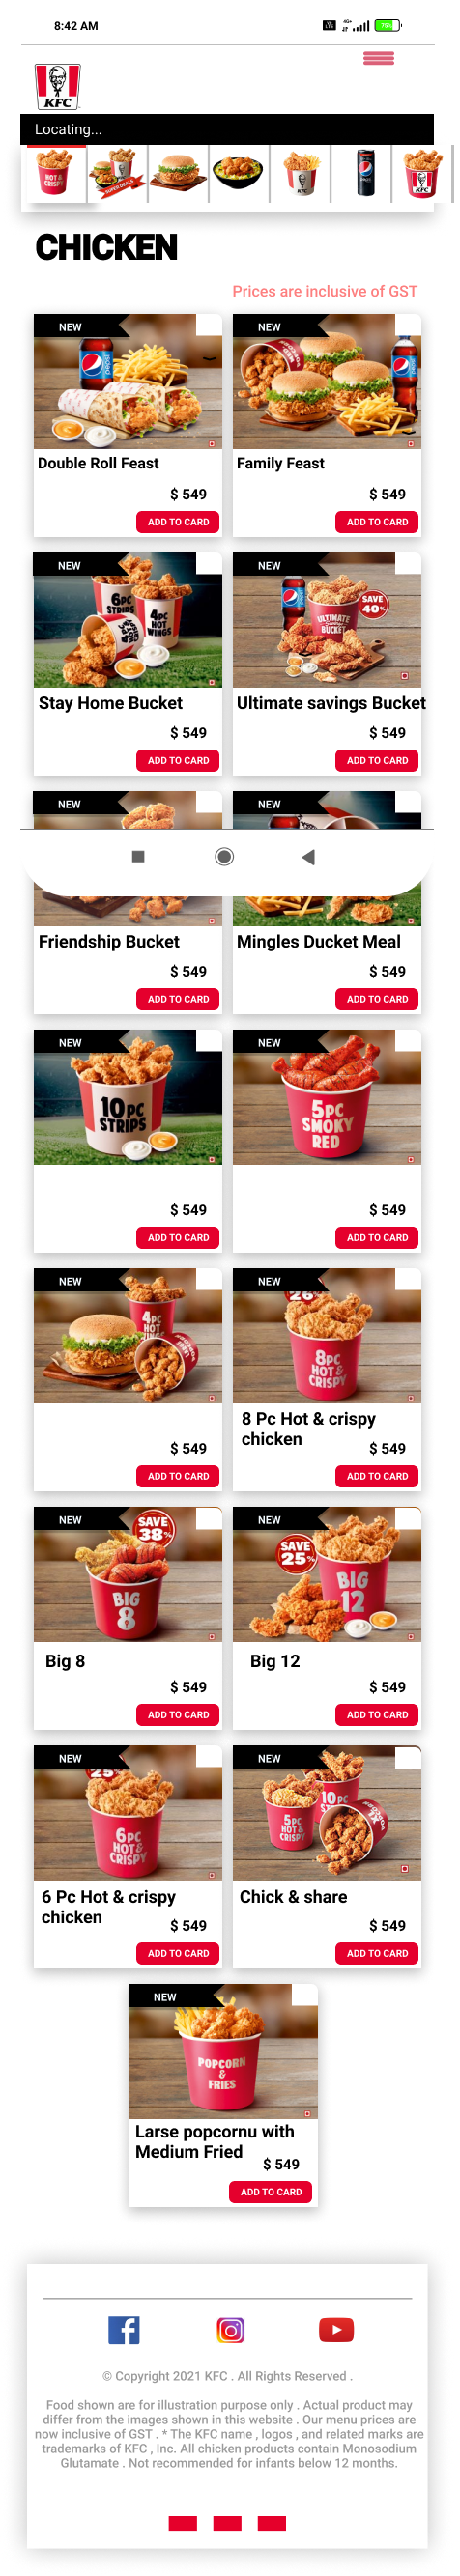 8:42 AM
4G+
76%
KFC
Locating...
HOT &
CRISPY
SUPER DEALS
KFC
KFC
CHICKEN
Prices are inclusive of GST
NEW
NEW
pepsi
Double Roll Feast
Family Feast
$ 549
$ 549
ADD TO CARD
ADD TO CARD
NEW
NEW
6PC
STRIPS
4PC
HOT
WINGS
SAVE
40%
ULTIMATE
BUCKET
Stay Home Bucket
Ultimate savings Bucket
$ 549
$ 549
ADD TO CARD
ADD TO CARD
NEW
NEW
Friendship Bucket
Mingles Ducket Meal
$ 549
$ 549
ADD TO CARD
ADD TO CARD
NEW
NEW
10PC
STRIPS
5PC
SMOKY
RED
$ 549
$ 549
ADD TO CARD
ADD TO CARD
NEW
NEW
4PC
HOT
8PC
HOT &
CRISPY
8 Pc Hot & crispy
chicken
$ 549
$ 549
ADD TO CARD
ADD TO CARD
NEW
NEW
SAVE
38%
SAVE
25%
BIG
8
BIG
12
Big 8
Big 12
$ 549
$ 549
ADD TO CARD
ADD TO CARD
NEW
NEW
25%
6PC
HOT &
CRISPY
10PC
5PC
HOT &
CRISPY
6 Pc Hot & crispy
chicken
Chick & share
$ 549
$ 549
ADD TO CARD
ADD TO CARD
NEW
POPCORN
&
FRIES
Larse popcornu with
Medium Fried
$ 549
ADD TO CARD
© Copyright 2021 KFC . All Rights Reserved .
Food shown are for illustration purpose only . Actual product may
differ from the images shown in this website . Our menu prices are
now inclusive of GST . * The KFC name , logos , and related marks are
trademarks of KFC , Inc. All chicken products contain Monosodium
Glutamate . Not recommended for infants below 12 months.